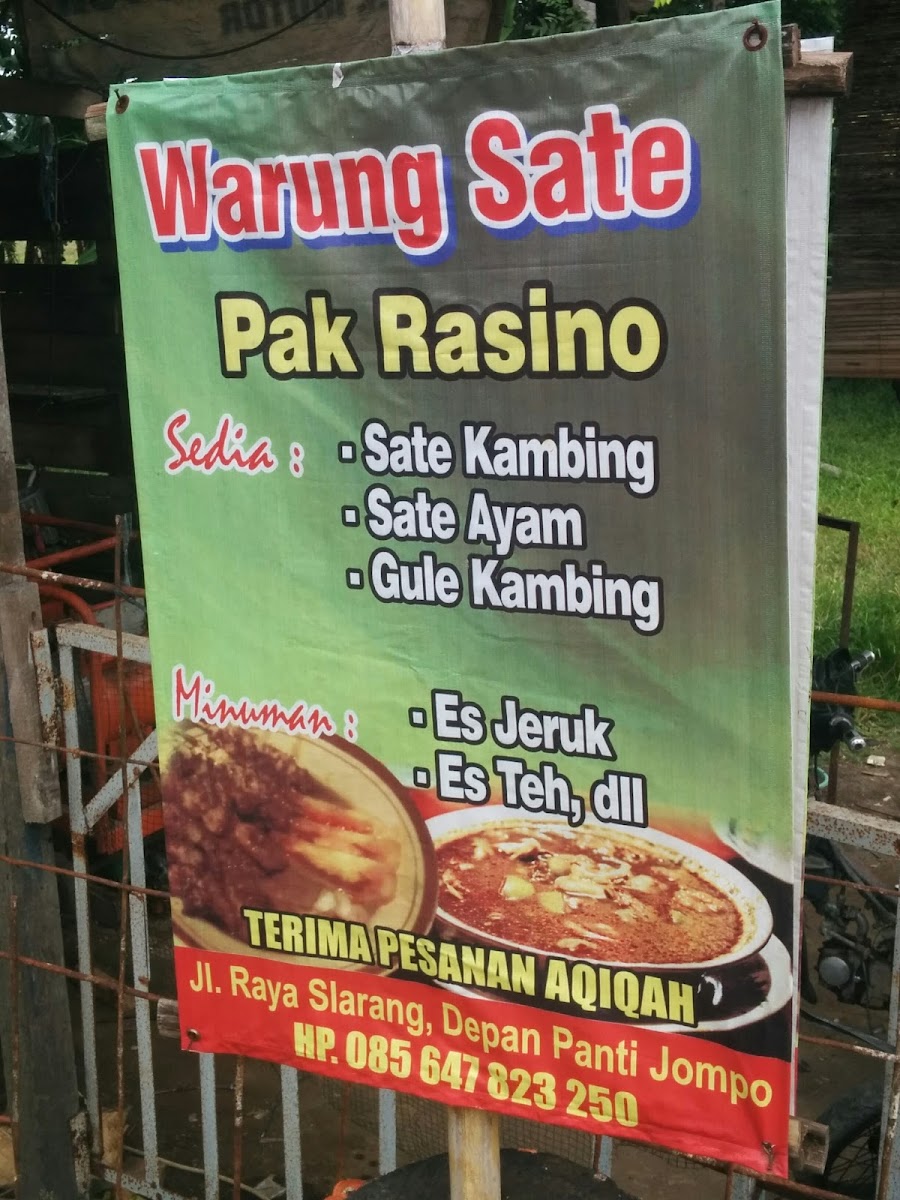 MOTOR
Warung Sate
Pak Rasino
Sedia :
· Sate Kambing
· Sate Ayam
· Gule Kambing
Minuman :
· Es Jeruk
· Es Teh, dll
TERIMA PESANAN AQIQAH
Jl. Raya Slarang, Depan Panti Jompo
HP. 085 647 823 250